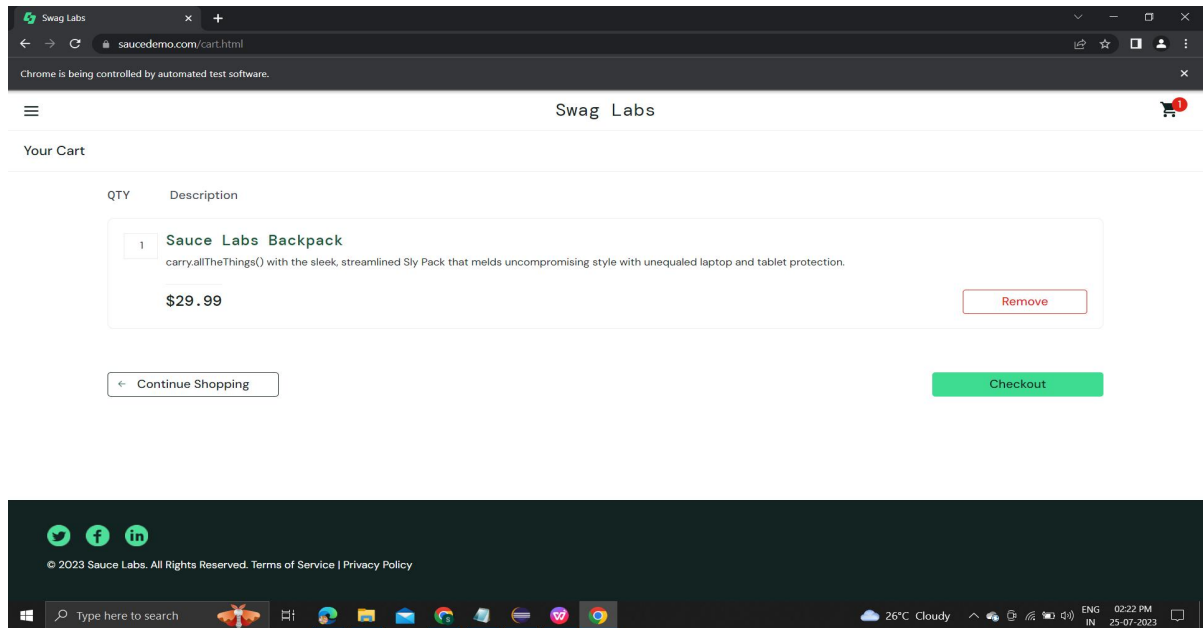 Swag Labs
saucedemo.com/cart.html
Chrome is being controlled by automated test software.
Swag Labs
1
Your Cart
QTY Description
1 Sauce Labs Backpack
carry.allTheThings() with the sleek, streamlined Sly Pack that melds uncompromising style with unequaled laptop and tablet protection.
$29.99 Remove
← Continue Shopping Checkout
© 2023 Sauce Labs. All Rights Reserved. Terms of Service | Privacy Policy
Type here to search 26°C Cloudy ENG 02:22 PM
IN 25-07-2023